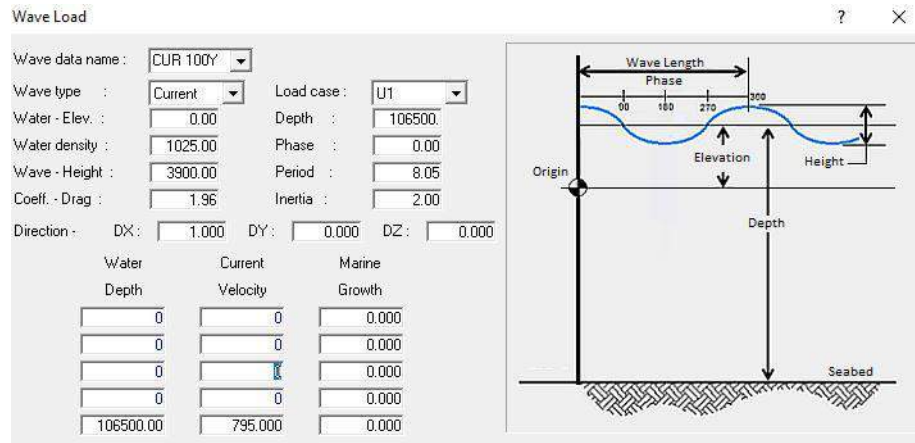 Wave Load ? ×
Wave data name : CUR 100Y
Wave type : Current Load case : U1
Water - Elev. : 0.00 Depth : 106500.
Water density : 1025.00 Phase : 0.00
Wave - Height : 3900.00 Period : 8.05
Coeff. - Drag : 1.96 Inertia : 2.00
Direction - DX : 1.000 DY : 0.000 DZ : 0.000
Water Current Marine
Depth Velocity Growth
0 0 0.000
0 0 0.000
0 0 0.000
0 0 0.000
106500.00 795.000 0.000
Wave Length
Phase
90 180 270 360
Elevation
Height
Origin
Depth
Seabed